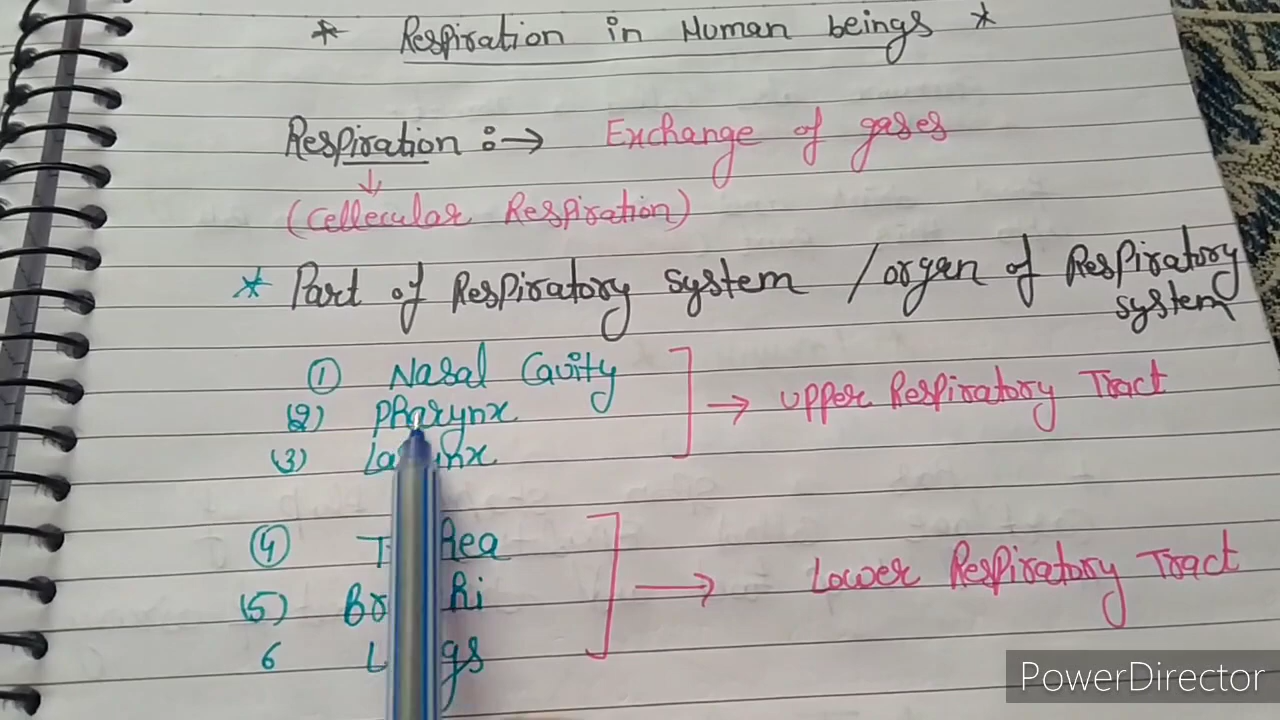 * Respiration in Human beings *
Respiration :→ Exchange of gases
↓
(Cellecular Respiration)
* Part of Respiratory system / organ of Respiratory system
① Nasal Cavity
(2) Pharynx → Upper Respiratory Tract
(3)
④
(5) → Lower Respiratory Tract
6
PowerDirector